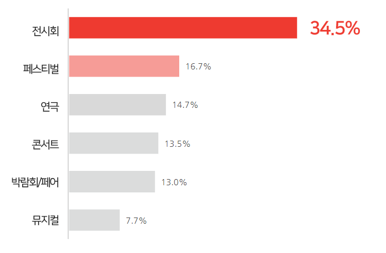 전시회 34.5%
페스티벌 16.7%
연극 14.7%
콘서트 13.5%
박람회/페어 13.0%
뮤지컬 7.7%